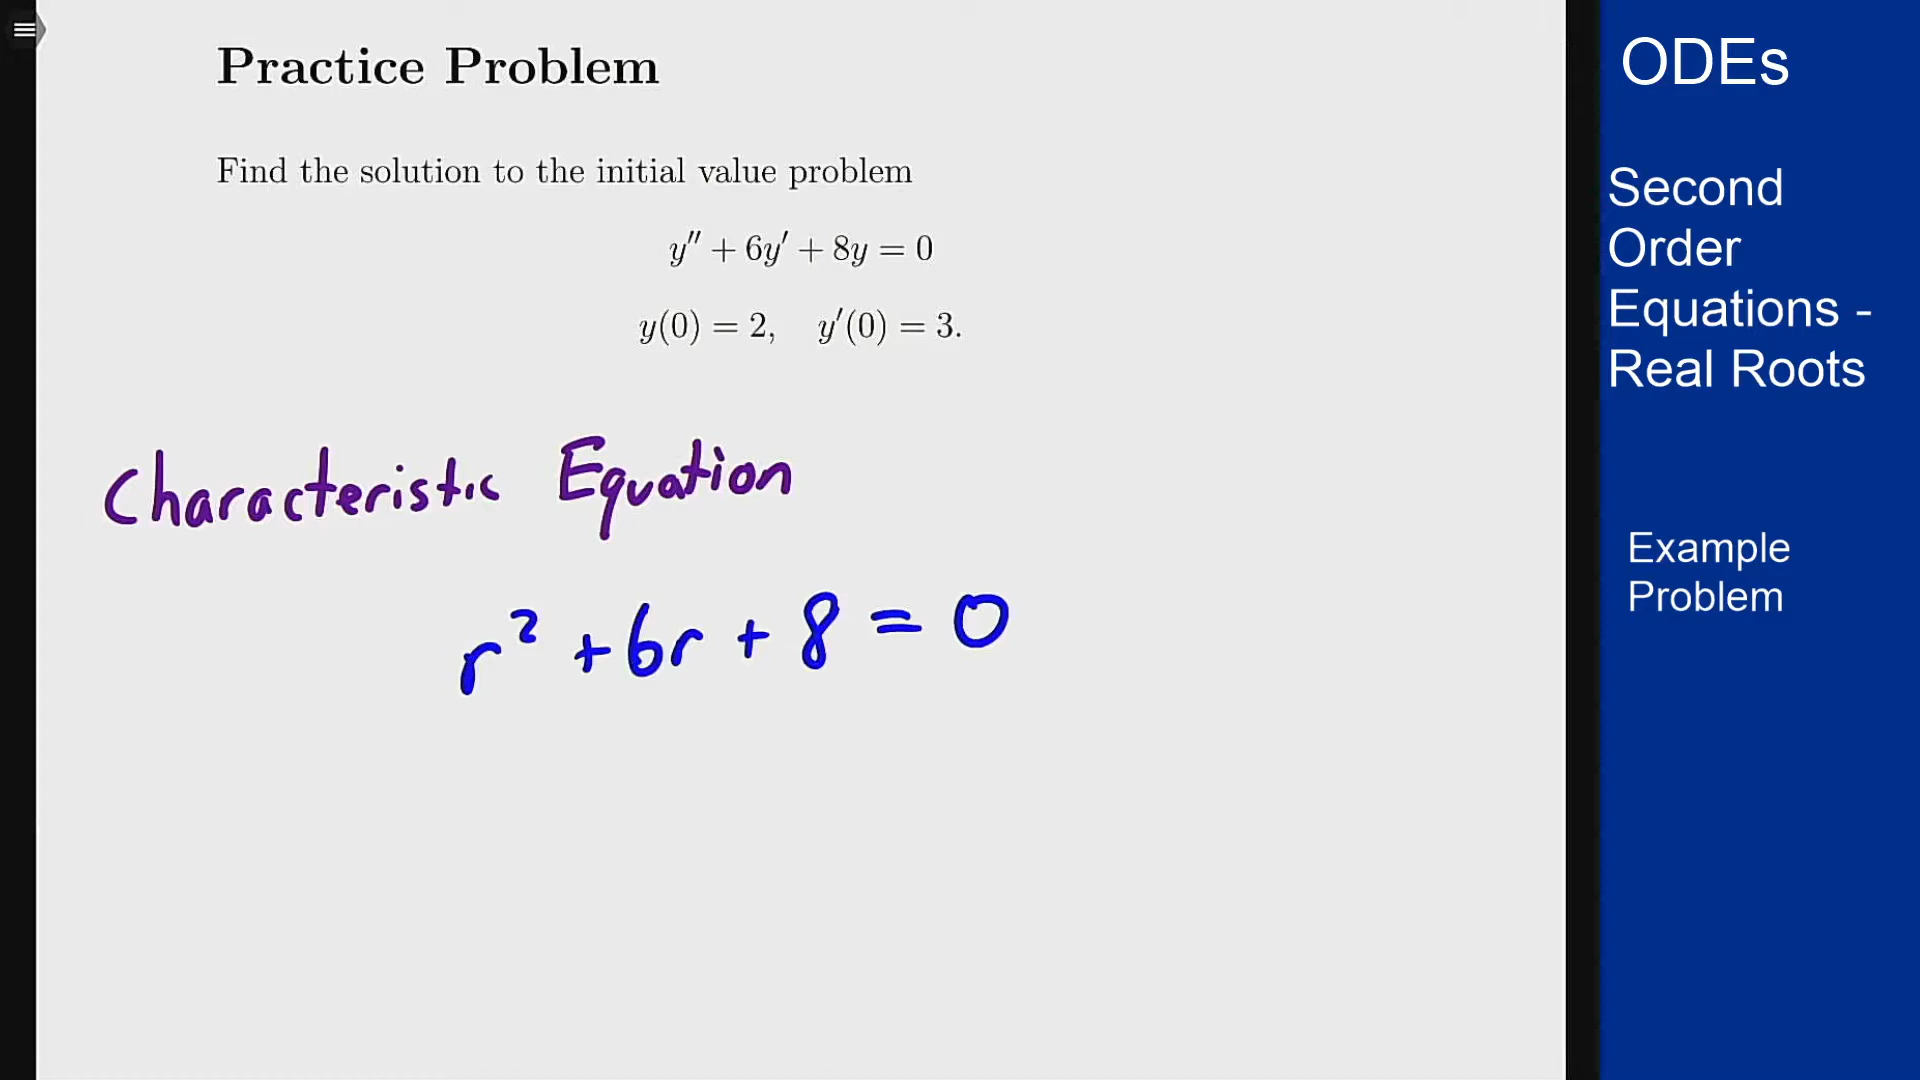 Practice Problem
Find the solution to the initial value problem
y″ + 6y′ + 8y = 0
y(0) = 2, y′(0) = 3.
Characteristic Equation
r² + 6r + 8 = 0
ODEs
Second
Order
Equations -
Real Roots
Example
Problem